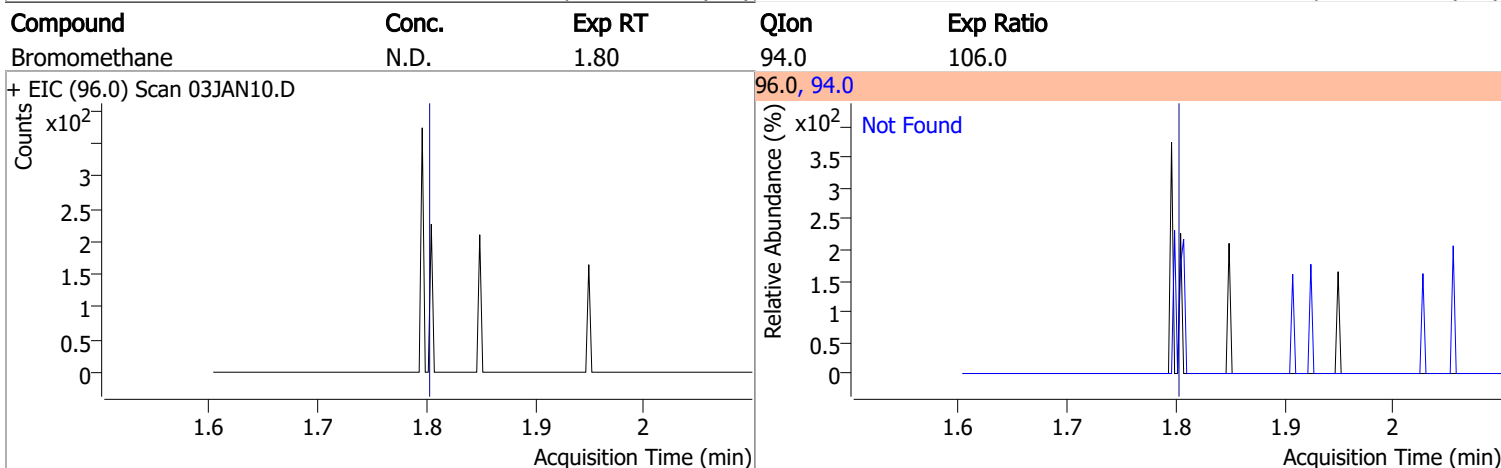 Compound Conc. Exp RT QIon Exp Ratio
Bromomethane N.D. 1.80 94.0 106.0
+ EIC (96.0) Scan 03JAN10.D
Counts
x10²
3
2.5
2
1.5
1
0.5
0
1.6 1.7 1.8 1.9 2
Acquisition Time (min)
96.0, 94.0
Relative Abundance (%)
x10²
Not Found
3.5
3
2.5
2
1.5
1
0.5
0
1.6 1.7 1.8 1.9 2
Acquisition Time (min)